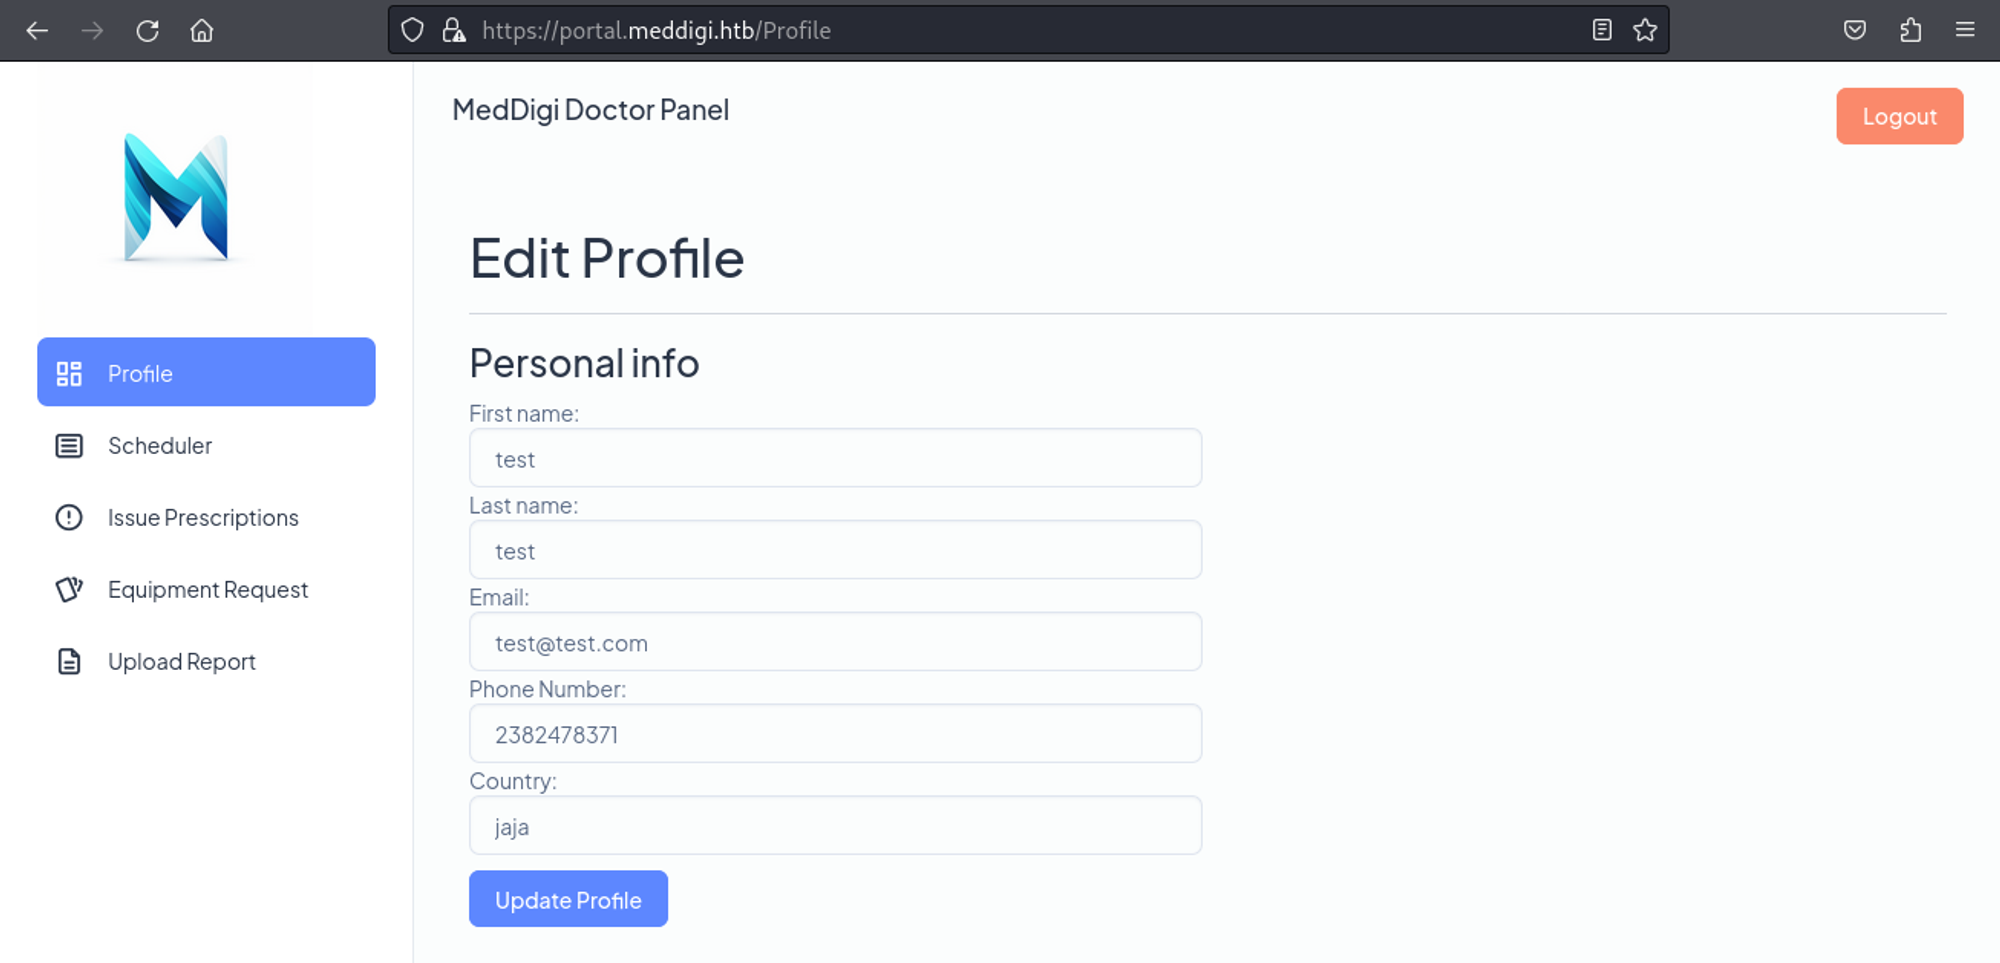 https://portal.meddigi.htb/Profile
MedDigi Doctor Panel
Logout
Profile
Scheduler
Issue Prescriptions
Equipment Request
Upload Report
Edit Profile
Personal info
First name:
test
Last name:
test
Email:
test@test.com
Phone Number:
2382478371
Country:
jaja
Update Profile